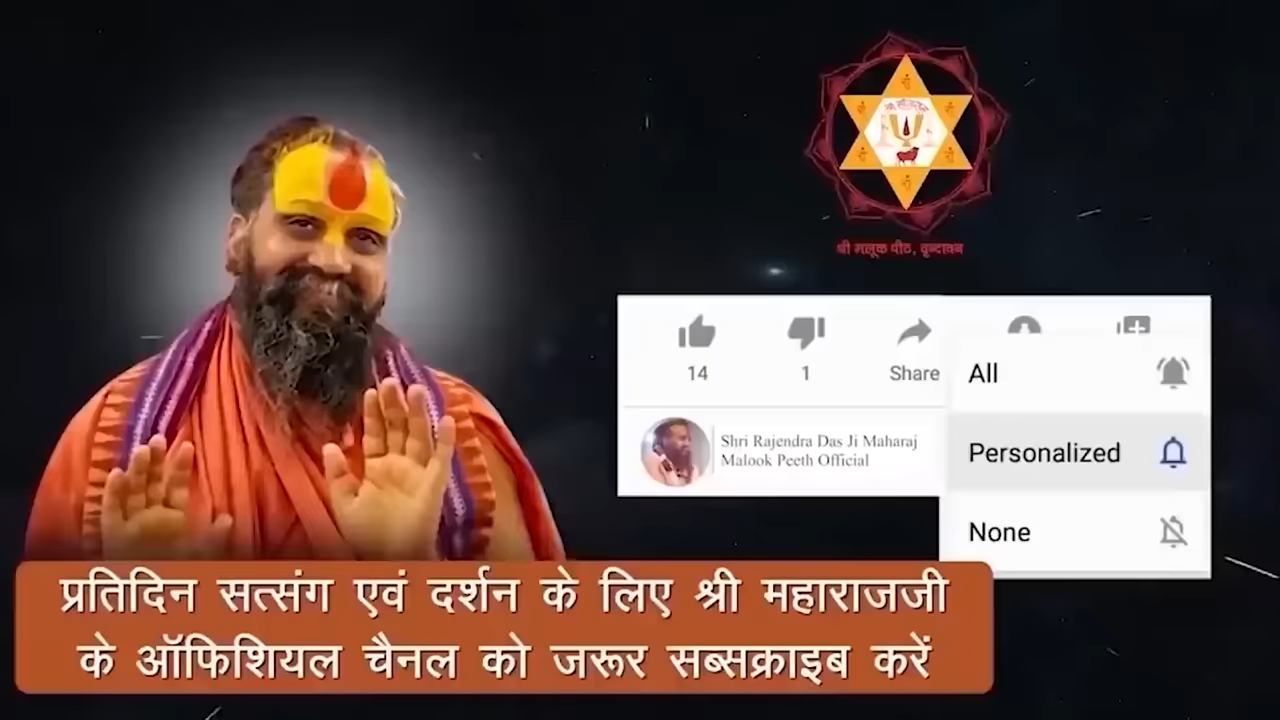 श्री मलूक पीठ, वृन्दावन
14
1
Share
All
Personalized
None
Shri Rajendra Das Ji Maharaj
Malook Peeth Official
प्रतिदिन सत्संग एवं दर्शन के लिए श्री महाराजजी
के ऑफिशियल चैनल को जरूर सब्सक्राइब करें